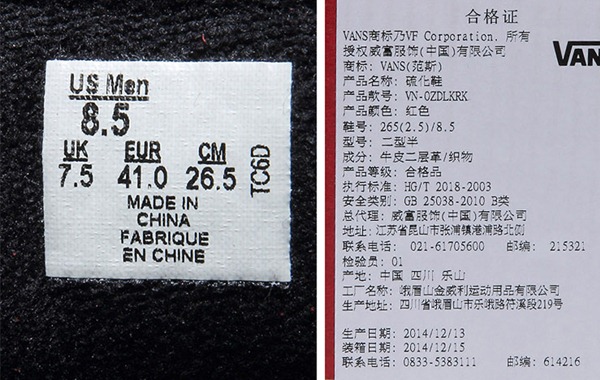 US Men
8.5
UK EUR CM
7.5 41.0 26.5
MADE IN
CHINA
FABRIQUE
EN CHINE
TC6D
合格证
VANS商标乃VF Corporation, 所有
授权威富服饰(中国)有限公司
商标: VANS(范斯)
产品名称: 硫化鞋
产品款号: VN-0ZDLKRK
产品颜色: 红色
鞋号: 265(2.5)/8.5
型号: 二型半
成分: 牛皮二层革/织物
产品等级: 合格品
执行标准: HG/T 2018-2003
安全类别: GB 25038-2010 B类
总代理: 威富服饰(中国)有限公司
地址: 江苏省昆山市张浦镇港浦路北侧
联系电话: 021-61705600 邮编: 215321
检验员: 01
产地: 中国 四川 乐山
工厂名称: 峨眉山金威利运动用品有限公司
生产地址: 四川省峨眉山市乐峨路符溪段219号
生产日期: 2014/12/13
装箱日期: 2014/12/15
联系电话: 0833-5383111 邮编: 614216
VAN